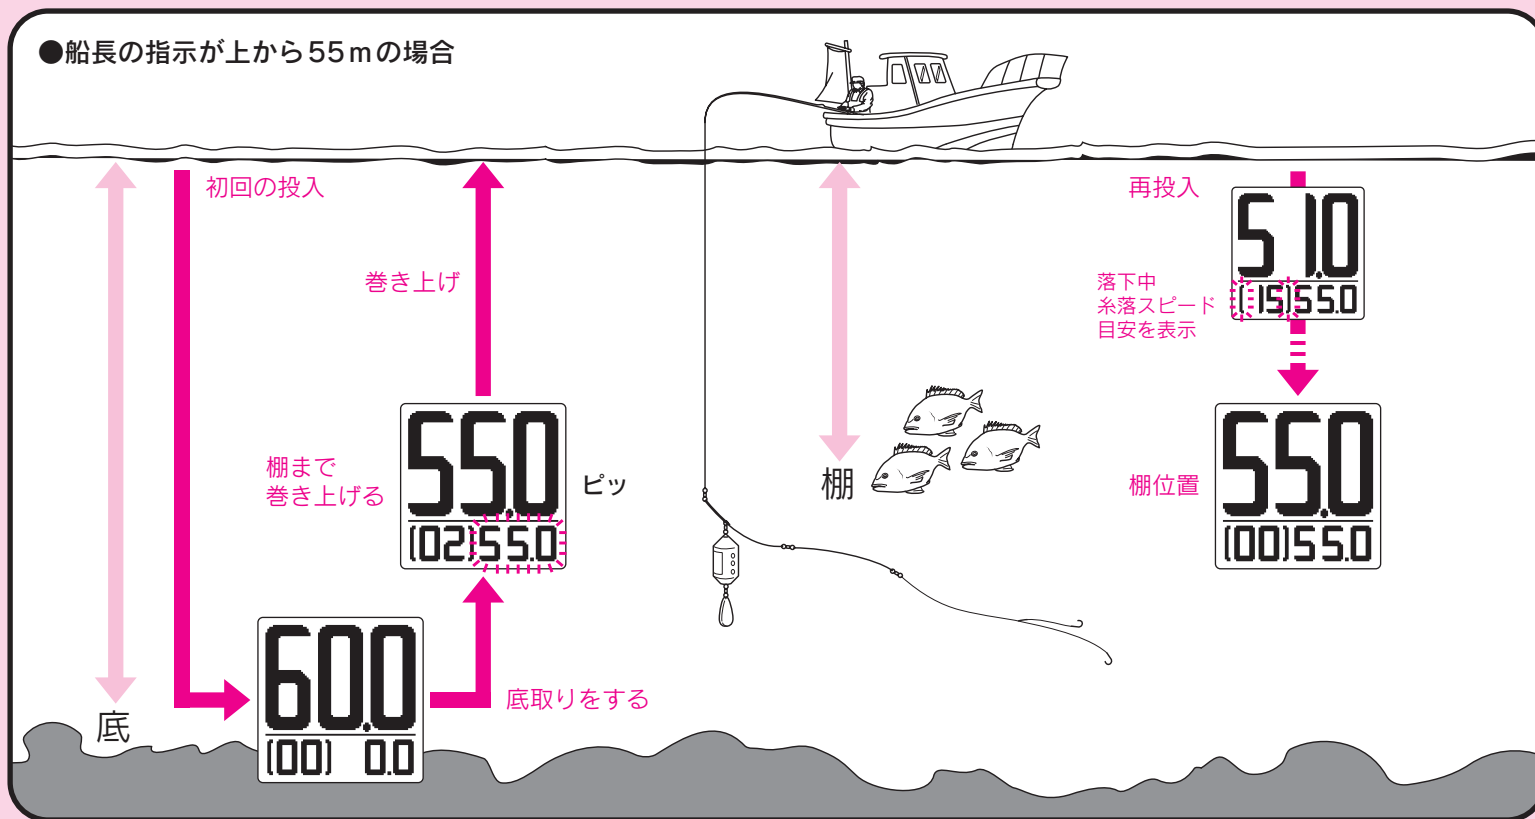 ●船長の指示が上から55mの場合
初回の投入
巻き上げ
棚まで
巻き上げる
55.0
(02)55.0
ピッ
底
60.0
(00) 0.0
底取りをする
棚
再投入
51.0
(15)55.0
落下中
糸落スピード
目安を表示
棚位置
55.0
(00)55.0